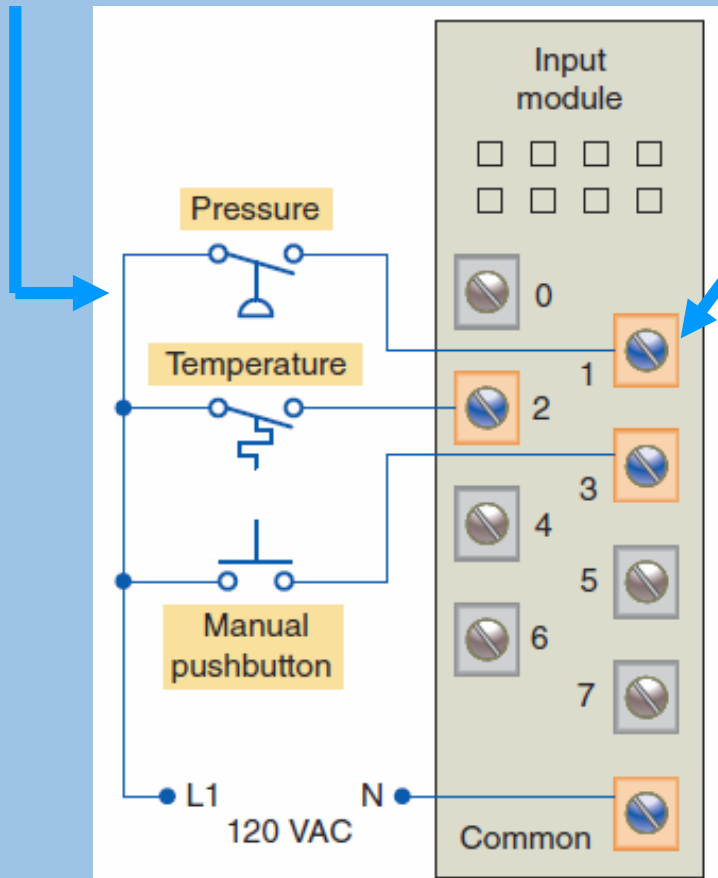 Input
module
Pressure
0
Temperature
1
2
3
4
Manual
pushbutton
5
6
7
L1 N
120 VAC
Common